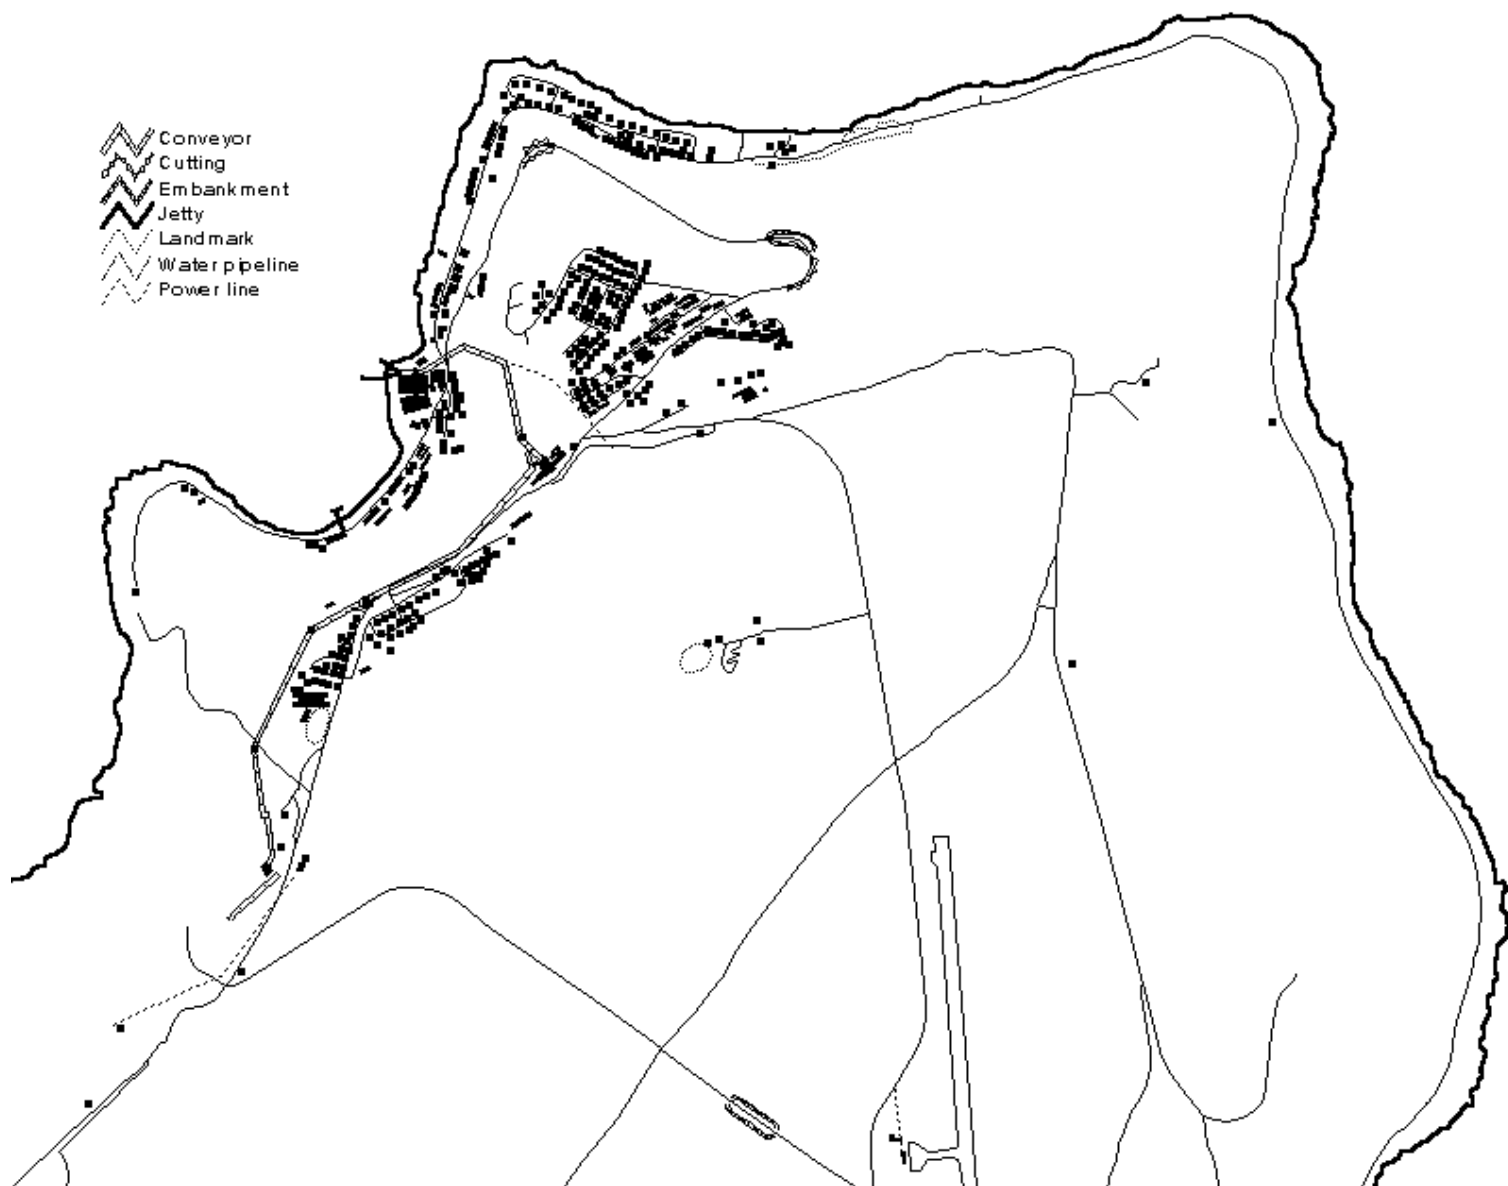 Conveyor
Cutting
Embankment
Jetty
Landmark
Water pipeline
Power line